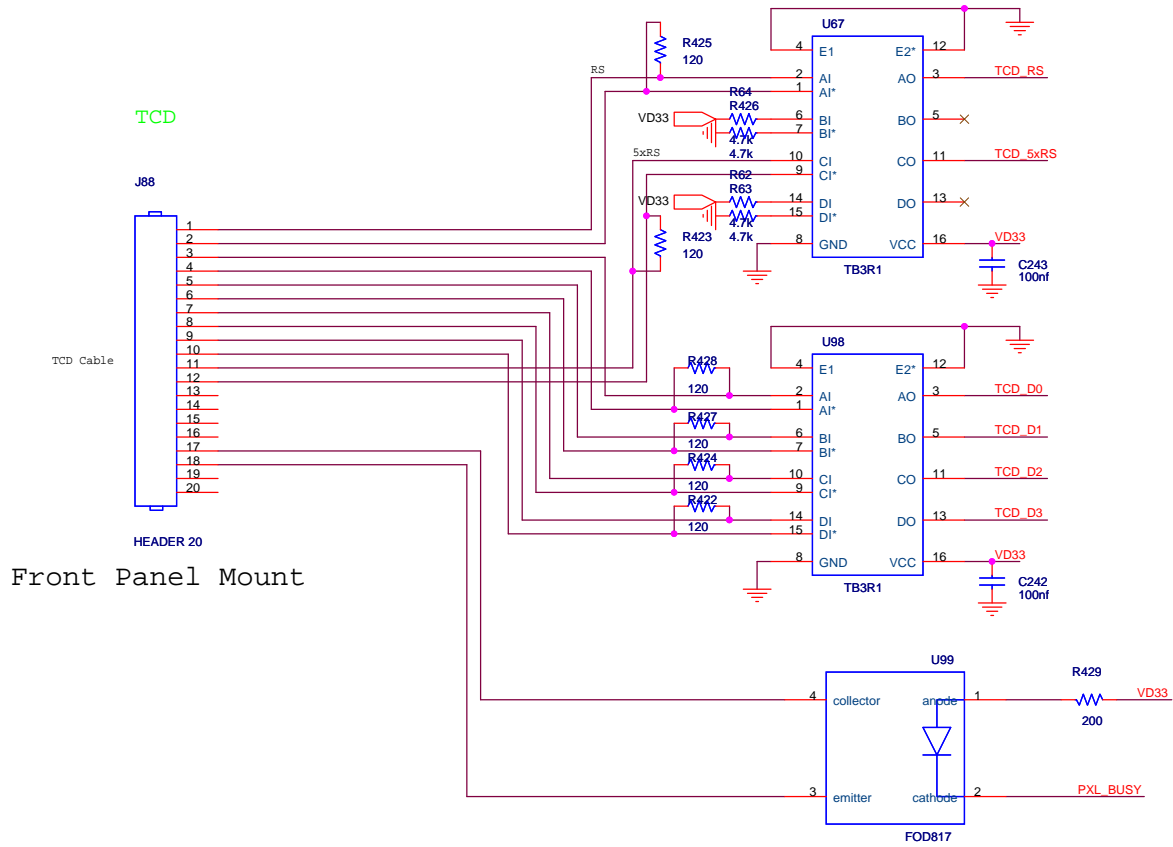 TCD
J88
1
2
3
4
5
6
7
8
9
10
11
12
13
14
15
16
17
18
19
20
TCD Cable
HEADER 20
Front Panel Mount
R425
120
RS
5xRS
R64
R426
VD33
4.7k
4.7k
R62
R63
VD33
4.7k
4.7k
R423
120
U67
4 E1 E2* 12
2 AI AO 3 TCD_RS
1 AI*
6 BI BO 5
7 BI*
10 CI CO 11 TCD_5xRS
9 CI*
14 DI DO 13
15 DI*
8 GND VCC 16 VD33
TB3R1
C243
100nf
U98
4 E1 E2* 12
2 AI AO 3 TCD_D0
1 AI*
6 BI BO 5 TCD_D1
7 BI*
10 CI CO 11 TCD_D2
9 CI*
14 DI DO 13 TCD_D3
15 DI*
8 GND VCC 16 VD33
TB3R1
C242
100nf
R428
120
R427
120
R424
120
R422
120
U99
4 collector anode 1
3 emitter cathode 2
FOD817
R429
200
VD33
PXL_BUSY